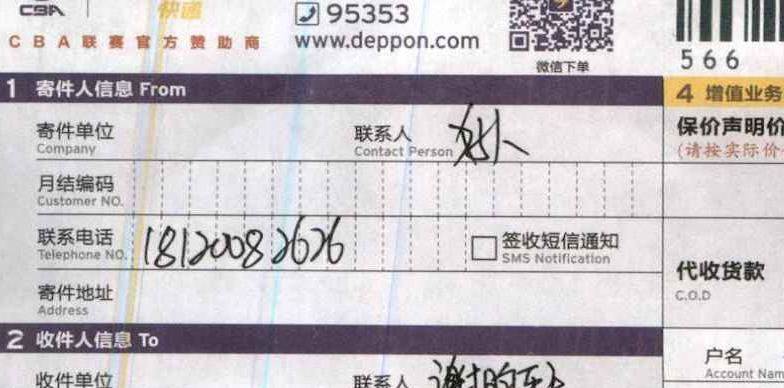 CBA 快递
95353
CBA联赛官方赞助商
www.deppon.com
微信下单
566
1 寄件人信息 From
4 增值业务
寄件单位
Company
联系人
Contact Person
保价声明价
(请按实际价
月结编码
Customer NO.
联系电话
Telephone NO.
18120082626
签收短信通知
SMS Notification
代收货款
C.O.D
寄件地址
Address
2 收件人信息 To
户名
Account Nam
收件单位
联系人